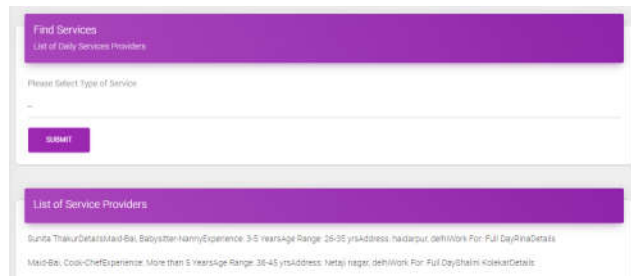 Find Services
List of Daily Services Providers
Please Select Type of Service
--
SUBMIT
List of Service Providers
Sunita ThakurDetailsMaid-Bai, Babysitter-NannyExperience: 3-5 YearsAge Range: 26-35 yrsAddress: haidarpur, delhiWork For: Full DayRinaDetails
Maid-Bai, Cook-ChefExperience: More than 5 YearsAge Range: 36-45 yrsAddress: Netaji nagar, delhiWork For: Full DayShalini KolekarDetails: